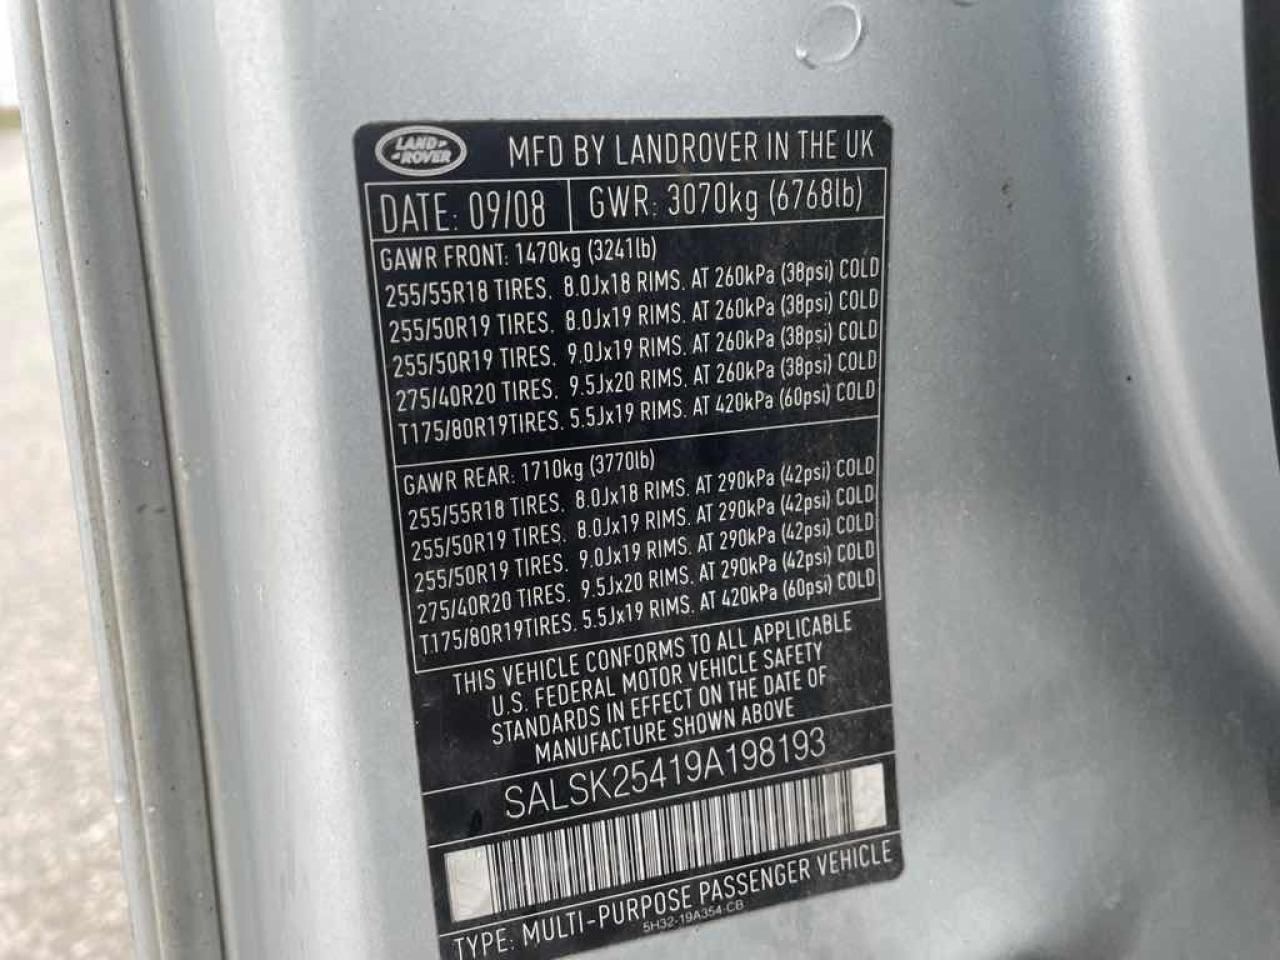 LAND-
-ROVER
MFD BY LANDROVER IN THE UK
DATE: 09/08 GWR: 3070kg (6768lb)
GAWR FRONT: 1470kg (3241lb)
255/55R18 TIRES. 8.0Jx18 RIMS. AT 260kPa (38psi) COLD
255/50R19 TIRES. 8.0Jx19 RIMS. AT 260kPa (38psi) COLD
255/50R19 TIRES. 9.0Jx19 RIMS. AT 260kPa (38psi) COLD
275/40R20 TIRES. 9.5Jx20 RIMS. AT 260kPa (38psi) COLD
T175/80R19TIRES. 5.5Jx19 RIMS. AT 420kPa (60psi) COLD
GAWR REAR: 1710kg (3770lb)
255/55R18 TIRES. 8.0Jx18 RIMS. AT 290kPa (42psi) COLD
255/50R19 TIRES. 8.0Jx19 RIMS. AT 290kPa (42psi) COLD
255/50R19 TIRES. 9.0Jx19 RIMS. AT 290kPa (42psi) COLD
275/40R20 TIRES. 9.5Jx20 RIMS. AT 290kPa (42psi) COLD
T175/80R19TIRES. 5.5Jx19 RIMS. AT 420kPa (60psi) COLD
THIS VEHICLE CONFORMS TO ALL APPLICABLE
U.S. FEDERAL MOTOR VEHICLE SAFETY
STANDARDS IN EFFECT ON THE DATE OF
MANUFACTURE SHOWN ABOVE
SALSK25419A198193
TYPE: MULTI-PURPOSE PASSENGER VEHICLE
5H32-19A354-CB